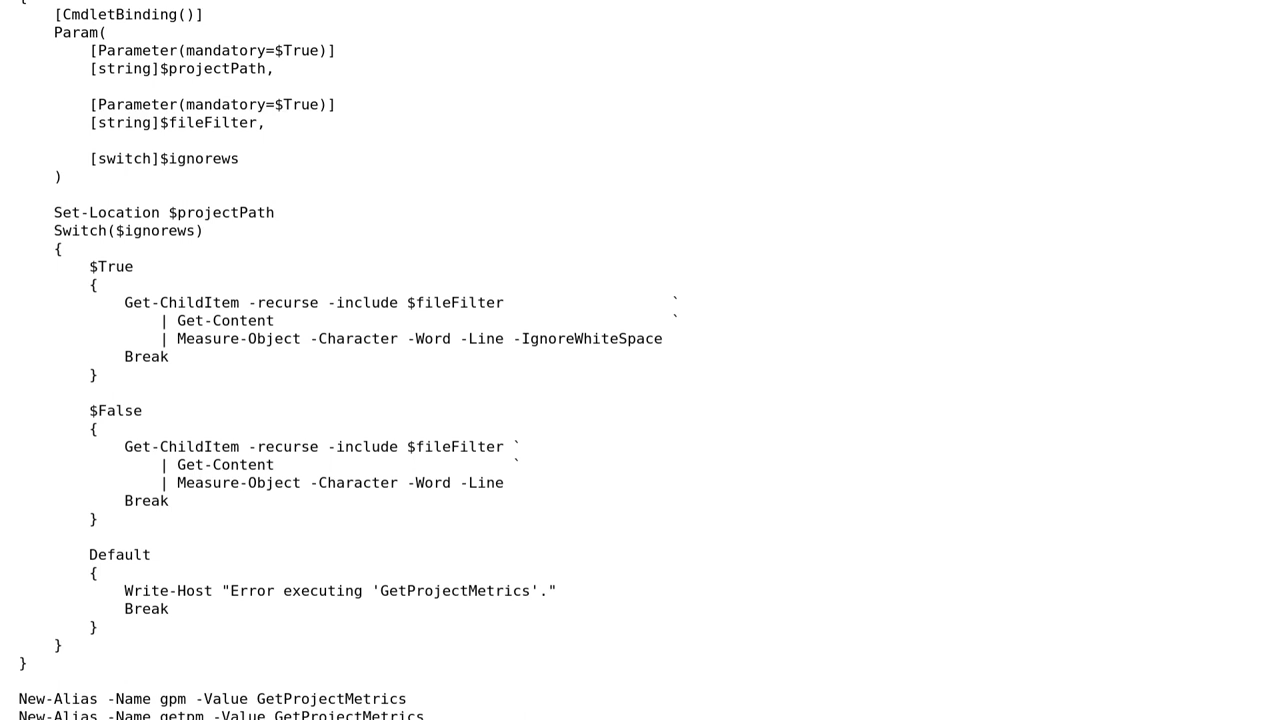 {
    [CmdletBinding()]
    Param(
        [Parameter(mandatory=$True)]
        [string]$projectPath,

        [Parameter(mandatory=$True)]
        [string]$fileFilter,

        [switch]$ignorews
    )

    Set-Location $projectPath
    Switch($ignorews)
    {
        $True
        {
            Get-ChildItem -recurse -include $fileFilter                   `
                | Get-Content                                             `
                | Measure-Object -Character -Word -Line -IgnoreWhiteSpace
            Break
        }

        $False
        {
            Get-ChildItem -recurse -include $fileFilter `
                | Get-Content                           `
                | Measure-Object -Character -Word -Line
            Break
        }

        Default
        {
            Write-Host "Error executing 'GetProjectMetrics'."
            Break
        }
    }
}

New-Alias -Name gpm -Value GetProjectMetrics
New-Alias -Name getpm -Value GetProjectMetrics